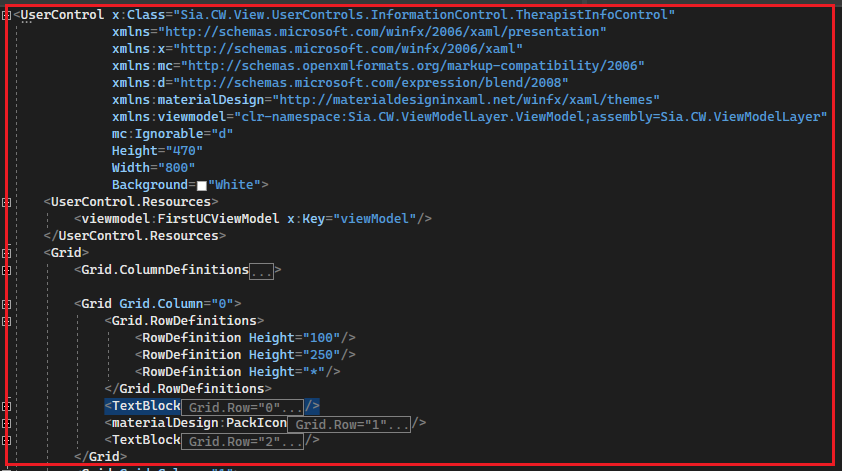 <UserControl x:Class="Sia.CW.View.UserControls.InformationControl.TherapistInfoControl"
xmlns="http://schemas.microsoft.com/winfx/2006/xaml/presentation"
xmlns:x="http://schemas.microsoft.com/winfx/2006/xaml"
xmlns:mc="http://schemas.openxmlformats.org/markup-compatibility/2006"
xmlns:d="http://schemas.microsoft.com/expression/blend/2008"
xmlns:materialDesign="http://materialdesigninxaml.net/winfx/xaml/themes"
xmlns:viewmodel="clr-namespace:Sia.CW.ViewModelLayer.ViewModel;assembly=Sia.CW.ViewModelLayer"
mc:Ignorable="d"
Height="470"
Width="800"
Background="White">
<UserControl.Resources>
<viewmodel:FirstUCViewModel x:Key="viewModel"/>
</UserControl.Resources>
<Grid>
<Grid.ColumnDefinitions...>
<Grid Grid.Column="0">
<Grid.RowDefinitions>
<RowDefinition Height="100"/>
<RowDefinition Height="250"/>
<RowDefinition Height="*"/>
</Grid.RowDefinitions>
<TextBlock Grid.Row="0".../>
<materialDesign:PackIcon Grid.Row="1".../>
<TextBlock Grid.Row="2".../>
</Grid>